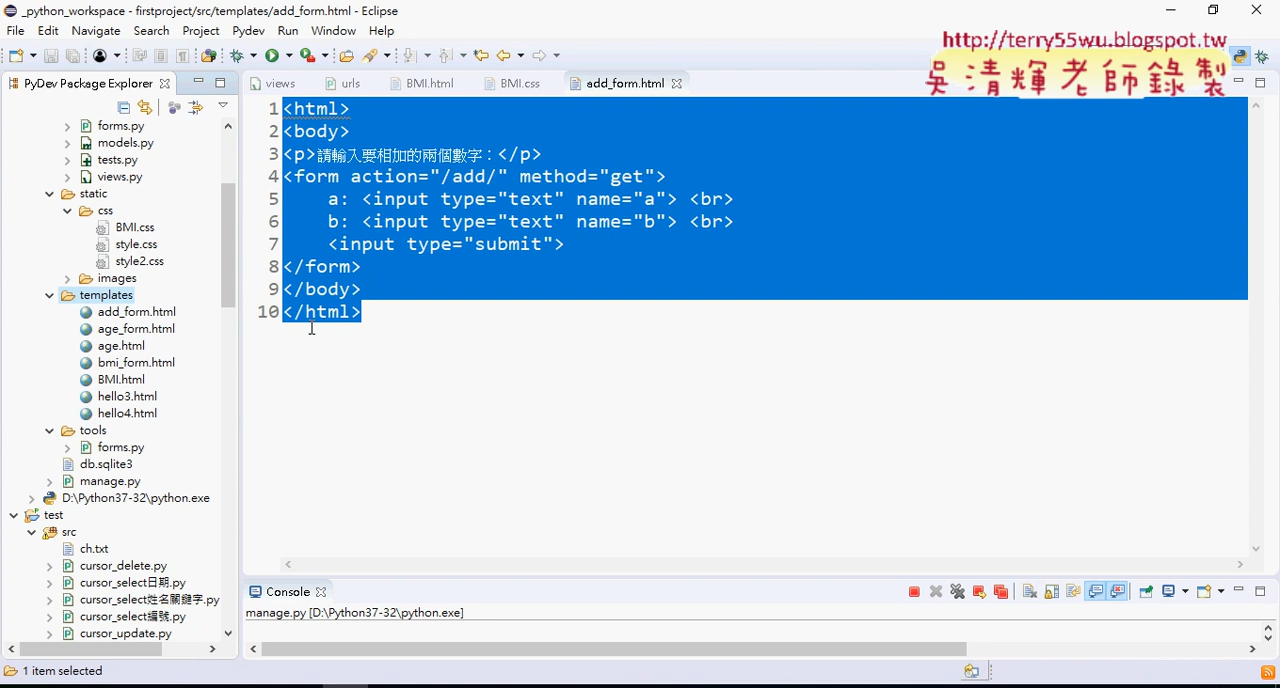 _python_workspace - firstproject/src/templates/add_form.html - Eclipse
File Edit Navigate Search Project Pydev Run Window Help
http://terry55wu.blogspot.tw
吳清輝老師錄製
PyDev Package Explorer
views urls BMI.html BMI.css add_form.html
forms.py
models.py
tests.py
views.py
static
css
BMI.css
style.css
style2.css
images
templates
add_form.html
age_form.html
age.html
bmi_form.html
BMI.html
hello3.html
hello4.html
tools
forms.py
db.sqlite3
manage.py
D:\Python37-32\python.exe
test
src
ch.txt
cursor_delete.py
cursor_select日期.py
cursor_select姓名關鍵字.py
cursor_select編號.py
cursor_update.py
1 <html>
2 <body>
3 <p>請輸入要相加的兩個數字：</p>
4 <form action="/add/" method="get">
5 a: <input type="text" name="a"> <br>
6 b: <input type="text" name="b"> <br>
7 <input type="submit">
8 </form>
9 </body>
10 </html>
Console
manage.py [D:\Python37-32\python.exe]
1 item selected